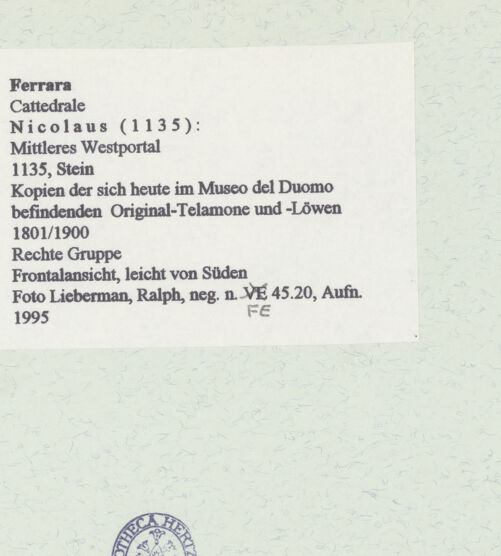 Ferrara
Cattedrale
Nicolaus (1135):
Mittleres Westportal
1135, Stein
Kopien der sich heute im Museo del Duomo
befindenden Original-Telamone und -Löwen
1801/1900
Rechte Gruppe
Frontalansicht, leicht von Süden
Foto Lieberman, Ralph, neg. n. VE 45.20, Aufn.
FE
1995
OTHECA HERTZ